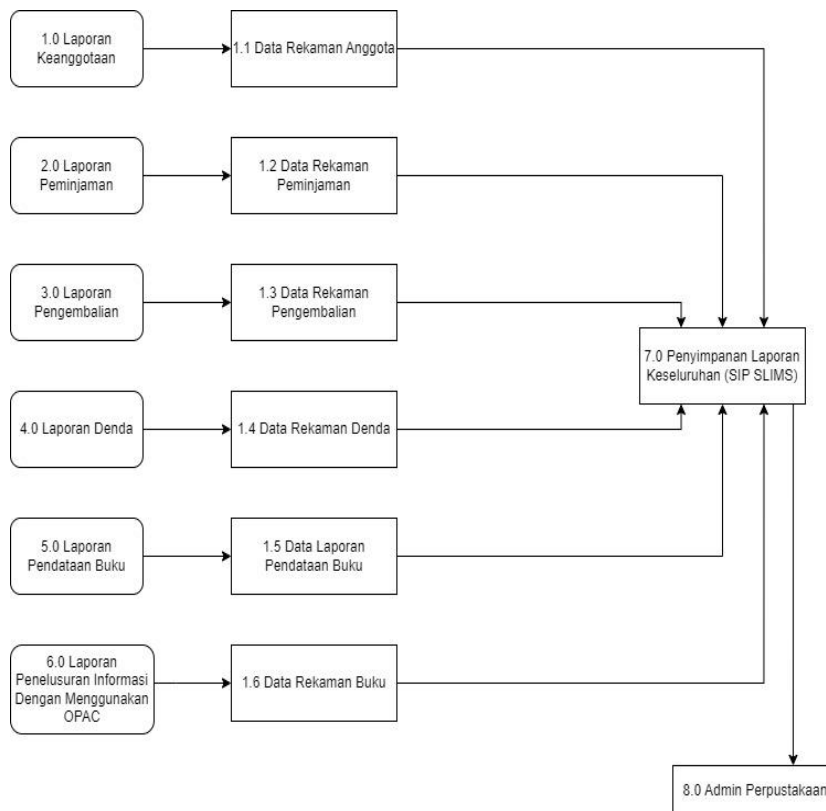 1.0 Laporan
Keanggotaan
1.1 Data Rekaman Anggota
2.0 Laporan
Peminjaman
1.2 Data Rekaman
Peminjaman
3.0 Laporan
Pengembalian
1.3 Data Rekaman
Pengembalian
7.0 Penyimpanan Laporan
Keseluruhan (SIP SLIMS)
4.0 Laporan Denda
1.4 Data Rekaman Denda
5.0 Laporan
Pendataan Buku
1.5 Data Laporan
Pendataan Buku
6.0 Laporan
Penelusuran Informasi
Dengan Menggunakan
OPAC
1.6 Data Rekaman Buku
8.0 Admin Perpustakaan